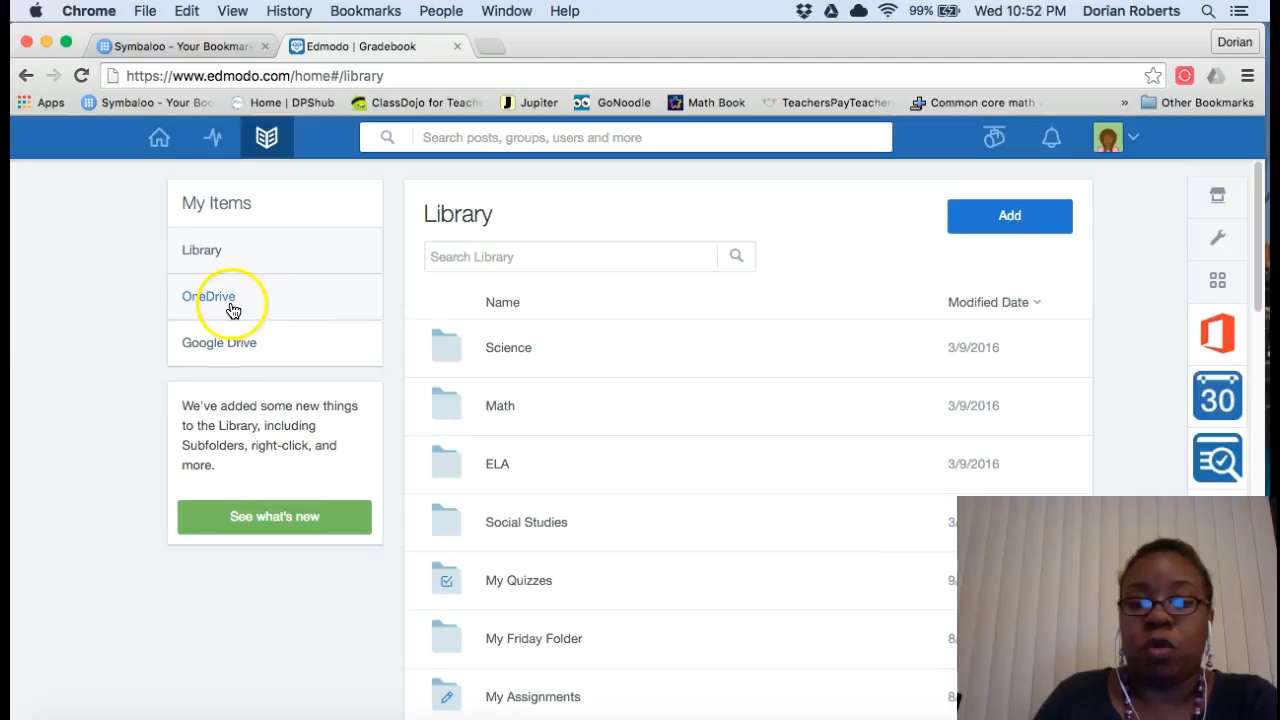 Chrome File Edit View History Bookmarks People Window Help 99% Wed 10:52 PM Dorian Roberts
Symbaloo - Your Bookmar Edmodo | Gradebook Dorian
https://www.edmodo.com/home#/library
Apps Symbaloo - Your Bo Home | DPShub ClassDojo for Teach Jupiter GoNoodle Math Book TeachersPayTeacher Common core math » Other Bookmarks
Search posts, groups, users and more
My Items
Library
OneDrive
Google Drive
We've added some new things
to the Library, including
Subfolders, right-click, and
more.
See what's new
Library
Add
Search Library
Name Modified Date
Science 3/9/2016
Math 3/9/2016
ELA 3/9/2016
Social Studies
My Quizzes
My Friday Folder
My Assignments
30